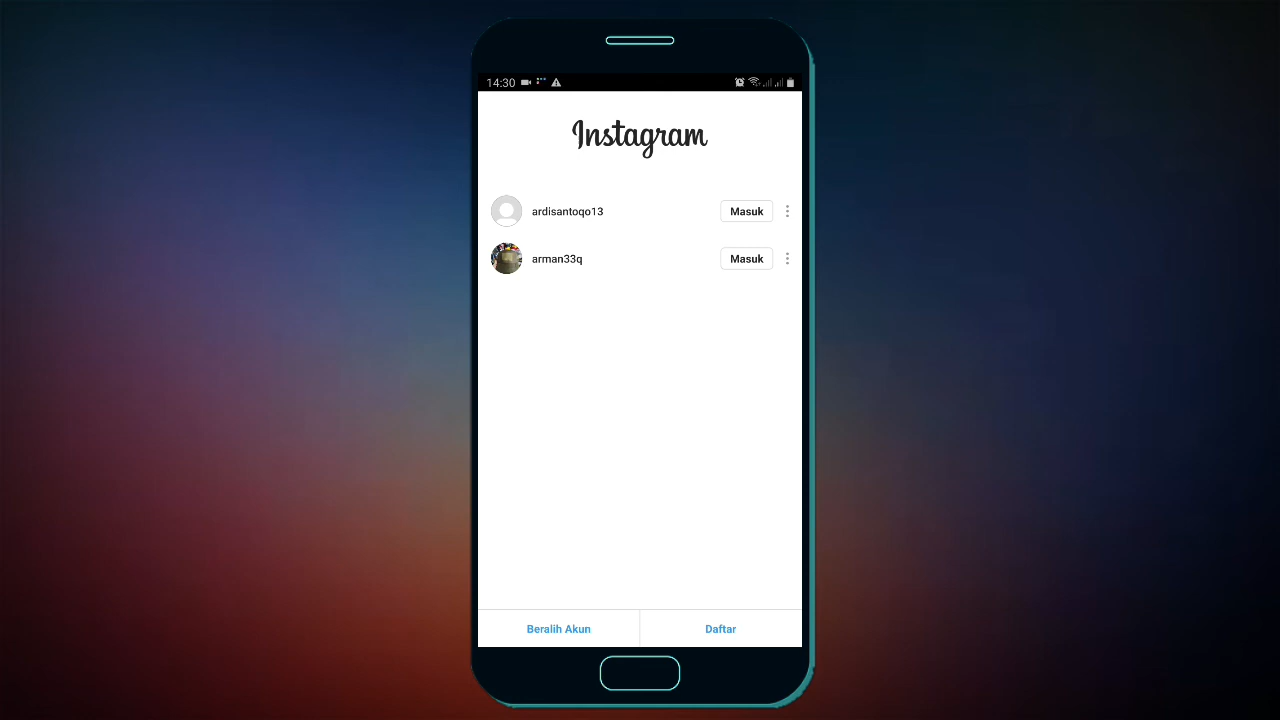 14:30
Instagram
ardisantoqo13 Masuk
arman33q Masuk
Beralih Akun Daftar